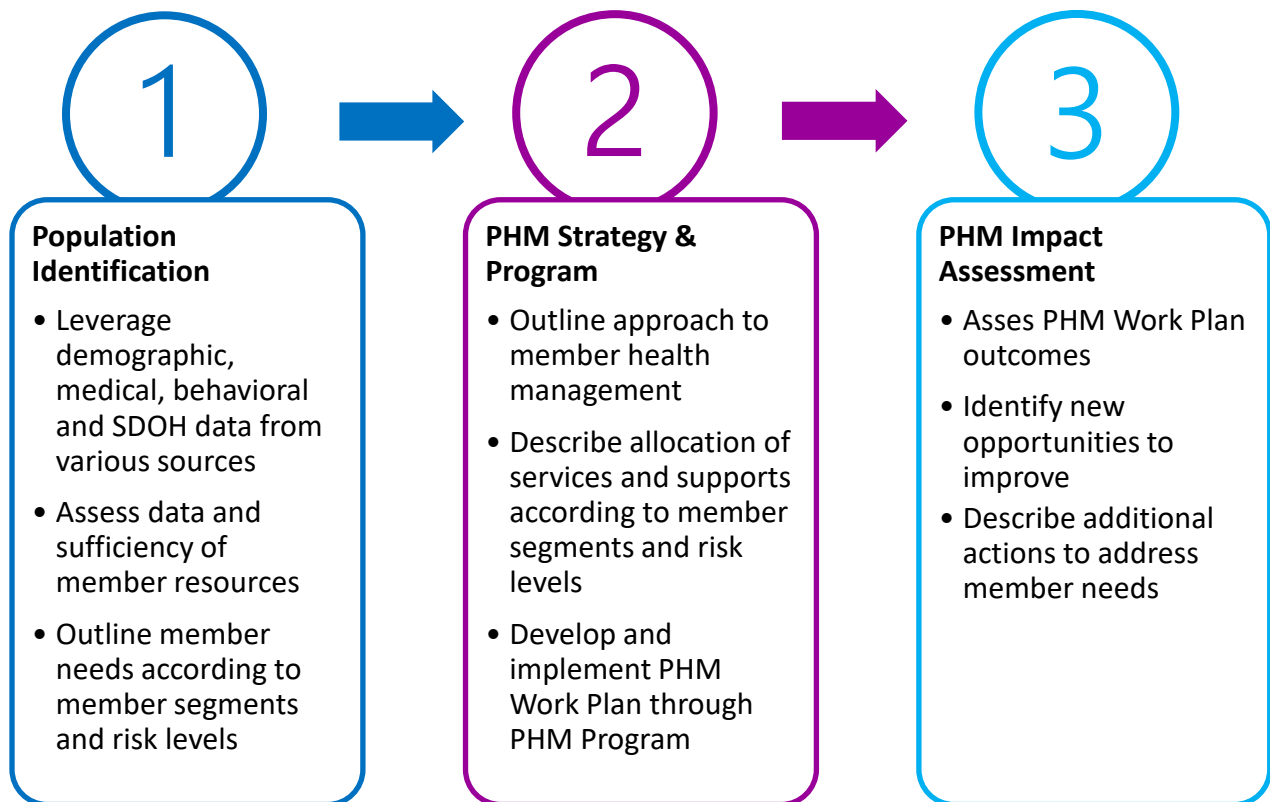 1
2
3
Population
Identification
• Leverage
demographic,
medical, behavioral
and SDOH data from
various sources
• Assess data and
sufficiency of
member resources
• Outline member
needs according to
member segments
and risk levels
PHM Strategy &
Program
• Outline approach to
member health
management
• Describe allocation of
services and supports
according to member
segments and risk
levels
• Develop and
implement PHM
Work Plan through
PHM Program
PHM Impact
Assessment
• Asses PHM Work Plan
outcomes
• Identify new
opportunities to
improve
• Describe additional
actions to address
member needs